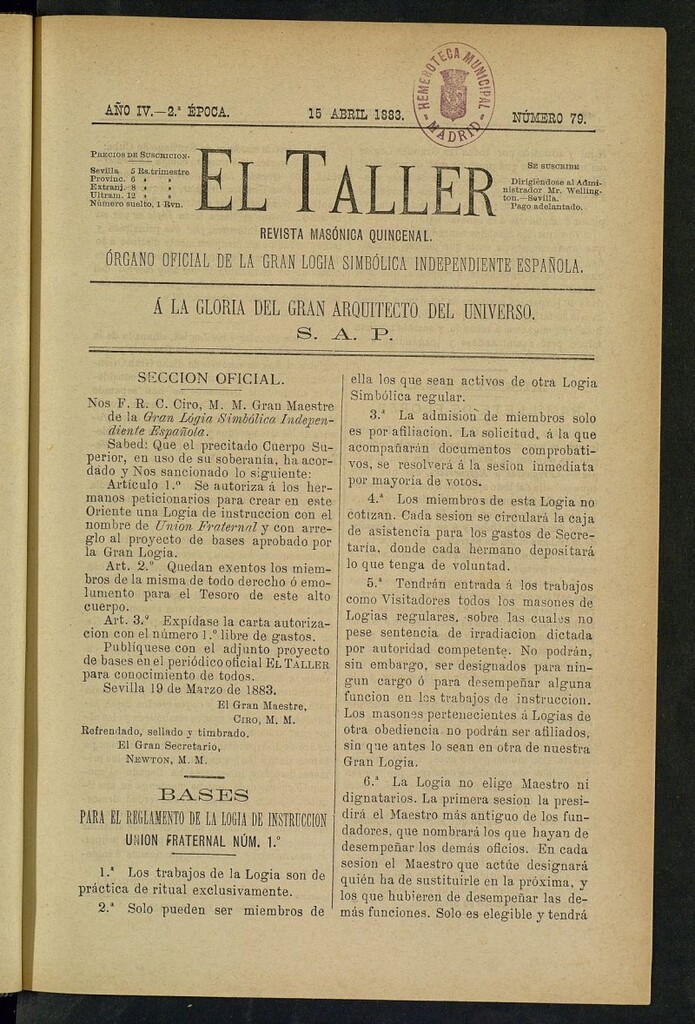 HEMEROTECA MUNICIPAL
MADRID
AÑO IV.—2.ª ÉPOCA.
15 ABRIL 1883.
NÚMERO 79.
PRECIOS DE SUSCRICION.
Sevilla 5 Rs. trimestre
Provinc. 6 » »
Extranj. 8 » »
Ultram. 12 » »
Número suelto, 1 Rvn.
EL TALLER
SE SUSCRIBE
Dirigiéndose al Admi-
nistrador Mr. Welling-
ton.—Sevilla.
Pago adelantado.
REVISTA MASÓNICA QUINCENAL.
ÓRGANO OFICIAL DE LA GRAN LOGIA SIMBÓLICA INDEPENDIENTE ESPAÑOLA.
Á LA GLORIA DEL GRAN ARQUITECTO DEL UNIVERSO.
S. A. P.
SECCION OFICIAL.
Nos F. R. C. Ciro, M. M. Gran Maestre
de la Gran Lógia Simbólica Indepen-
diente Española.
Sabed: Que el precitado Cuerpo Su-
perior, en uso de su soberanía, ha acor-
dado y Nos sancionado lo siguiente:
Artículo 1.º Se autoriza á los her-
manos peticionarios para crear en este
Oriente una Logia de instruccion con el
nombre de Union Fraternal y con arre-
glo al proyecto de bases aprobado por
la Gran Logia.
Art. 2.º Quedan exentos los miem-
bros de la misma de todo derecho ó emo-
lumento para el Tesoro de este alto
cuerpo.
Art. 3.º Expídase la carta autoriza-
cion con el número 1.º libre de gastos.
Publíquese con el adjunto proyecto
de bases en el periódico oficial EL TALLER
para conocimiento de todos.
Sevilla 19 de Marzo de 1883.
El Gran Maestre,
CIRO, M. M.
Refrendado, sellado y timbrado.
El Gran Secretario,
NEWTON, M. M.
BASES
PARA EL REGLAMENTO DE LA LOGIA DE INSTRUCCION
UNION FRATERNAL NÚM. 1.º
1.ª Los trabajos de la Logia son de
práctica de ritual exclusivamente.
2.ª Solo pueden ser miembros de
ella los que sean activos de otra Logia
Simbólica regular.
3.ª La admision de miembros solo
es por afiliacion. La solicitud, á la que
acompañarán documentos comprobati-
vos, se resolverá á la sesion inmediata
por mayoría de votos.
4.ª Los miembros de esta Logia no
cotizan. Cada sesion se circulará la caja
de asistencia para los gastos de Secre-
taría, donde cada hermano depositará
lo que tenga de voluntad.
5.ª Tendrán entrada á los trabajos
como Visitadores todos los masones de
Logias regulares, sobre las cuales no
pese sentencia de irradiacion dictada
por autoridad competente. No podrán,
sin embargo, ser designados para nin-
gun cargo ó para desempeñar alguna
funcion en los trabajos de instruccion.
Los masones pertenecientes á Logias de
otra obediencia no podrán ser afiliados,
sin que antes lo sean en otra de nuestra
Gran Logia.
6.ª La Logia no elige Maestro ni
dignatarios. La primera sesion la presi-
dirá el Maestro más antiguo de los fun-
dadores, que nombrará los que hayan de
desempeñar los demás oficios. En cada
sesion el Maestro que actúe designará
quién ha de sustituirle en la próxima, y
los que hubieren de desempeñar las de-
más funciones. Solo es elegible y tendrá